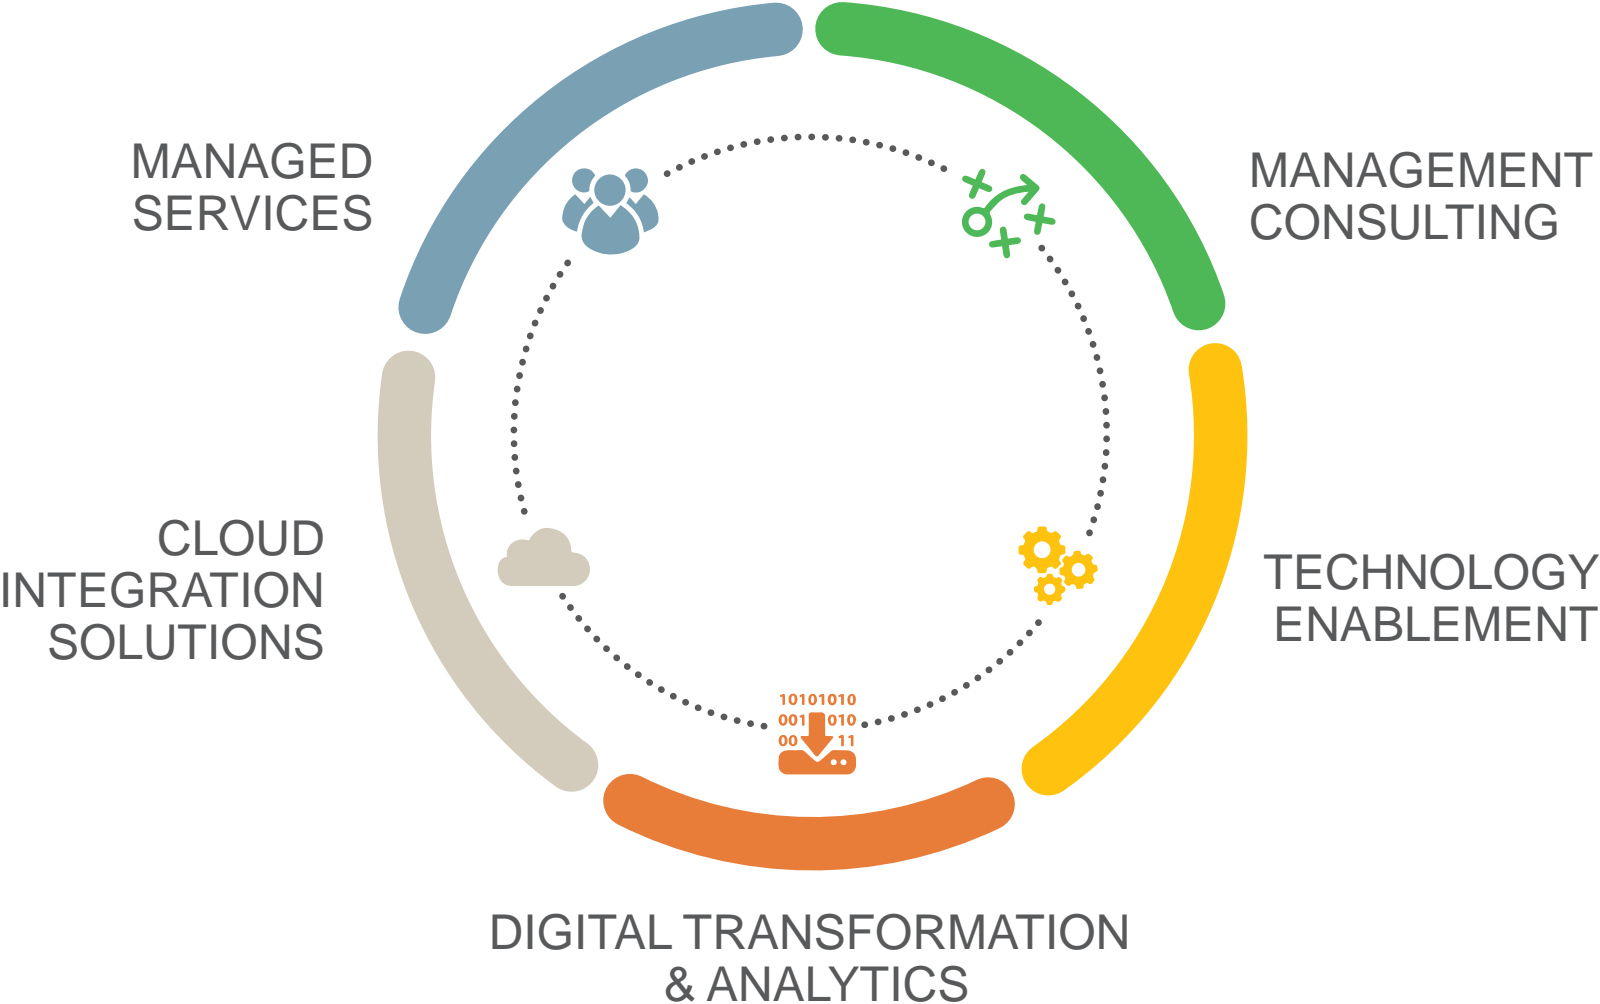 MANAGED
SERVICES
MANAGEMENT
CONSULTING
CLOUD
INTEGRATION
SOLUTIONS
TECHNOLOGY
ENABLEMENT
10101010
001 010
00 11
DIGITAL TRANSFORMATION
& ANALYTICS